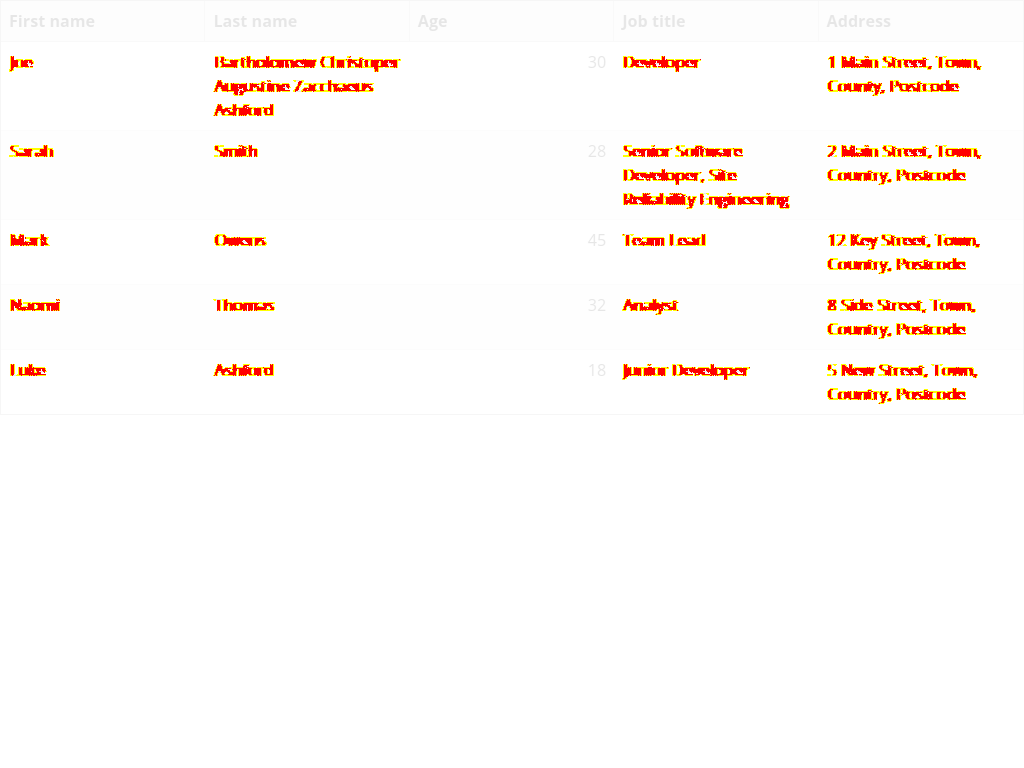 First name Last name Age Job title Address
Joe Bartholomew Christoper 30 Developer 1 Main Street, Town,
Augustine Zacchaeus County, Postcode
Ashford
Sarah Smith 28 Senior Software 2 Main Street, Town,
Developer, Site Country, Postcode
Reliability Engineering
Mark Owens 45 Team Lead 12 Key Street, Town,
Country, Postcode
Naomi Thomas 32 Analyst 8 Side Street, Town,
Country, Postcode
Luke Ashford 18 Junior Developer 5 New Street, Town,
Country, Postcode